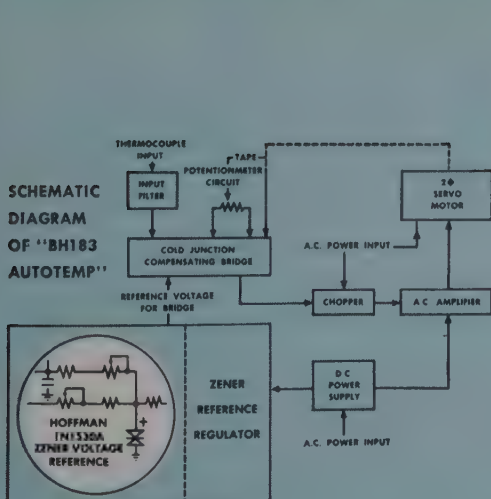 THERMOCOUPLE
INPUT
INPUT
FILTER
TAPE
POTENTIONMETER
CIRCUIT
2Φ
SERVO
MOTOR
SCHEMATIC
DIAGRAM
OF "BH183
AUTOTEMP"
COLD JUNCTION
COMPENSATING BRIDGE
A.C. POWER INPUT
REFERENCE VOLTAGE
FOR BRIDGE
CHOPPER
A C AMPLIFIER
ZENER
REFERENCE
REGULATOR
D C
POWER
SUPPLY
A.C. POWER INPUT
+
HOFFMAN
1N1530A
ZENER VOLTAGE
REFERENCE